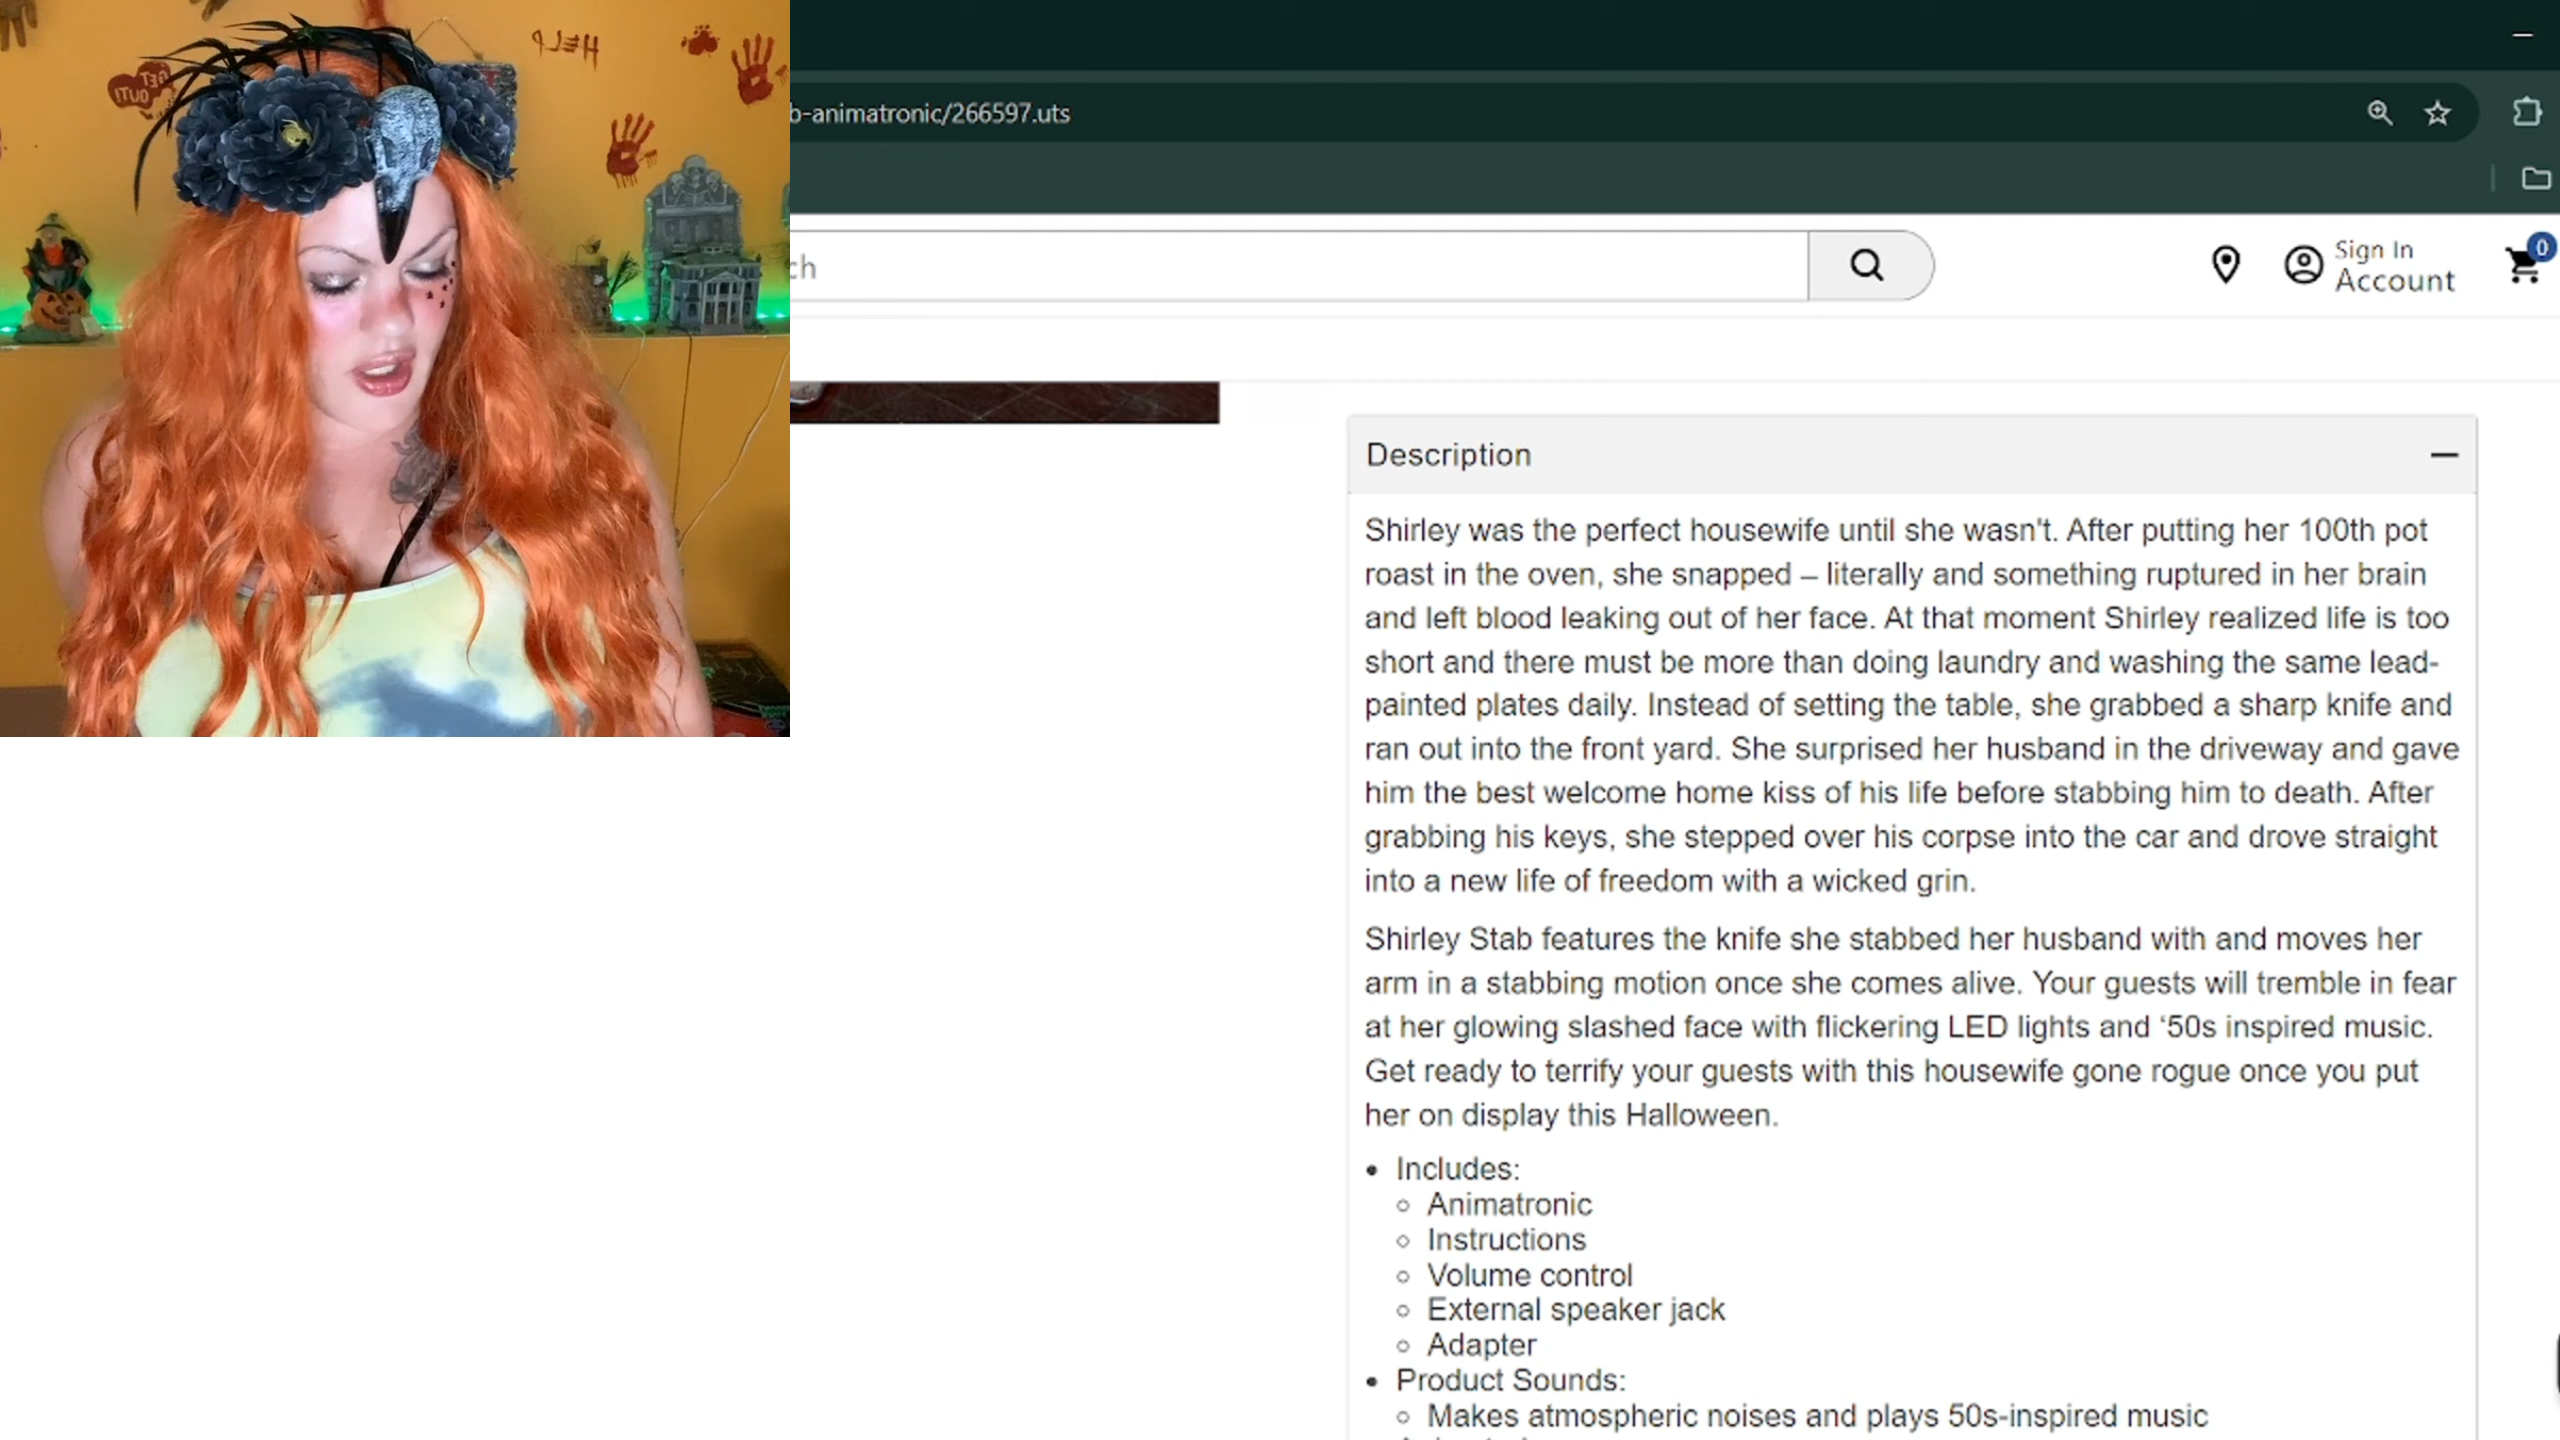 HELP
GET
OUT!
b-animatronic/266597.uts
ch
Sign In
Account
0
Description
Shirley was the perfect housewife until she wasn't. After putting her 100th pot
roast in the oven, she snapped – literally and something ruptured in her brain
and left blood leaking out of her face. At that moment Shirley realized life is too
short and there must be more than doing laundry and washing the same lead-
painted plates daily. Instead of setting the table, she grabbed a sharp knife and
ran out into the front yard. She surprised her husband in the driveway and gave
him the best welcome home kiss of his life before stabbing him to death. After
grabbing his keys, she stepped over his corpse into the car and drove straight
into a new life of freedom with a wicked grin.
Shirley Stab features the knife she stabbed her husband with and moves her
arm in a stabbing motion once she comes alive. Your guests will tremble in fear
at her glowing slashed face with flickering LED lights and ‘50s inspired music.
Get ready to terrify your guests with this housewife gone rogue once you put
her on display this Halloween.
• Includes:
○ Animatronic
○ Instructions
○ Volume control
○ External speaker jack
○ Adapter
• Product Sounds:
○ Makes atmospheric noises and plays 50s-inspired music